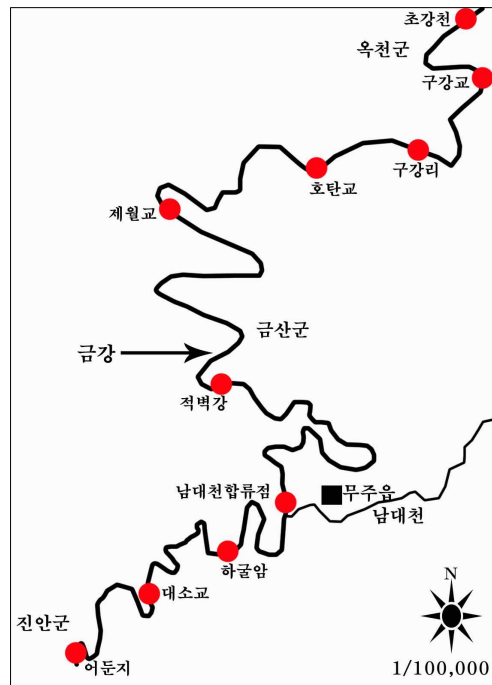 초강천
옥천군
구강교
구강리
호탄교
제월교
금산군
금강
적벽강
남대천합류점
무주읍
남대천
하굴암
대소교
진안군
어둔지
N
1/100,000